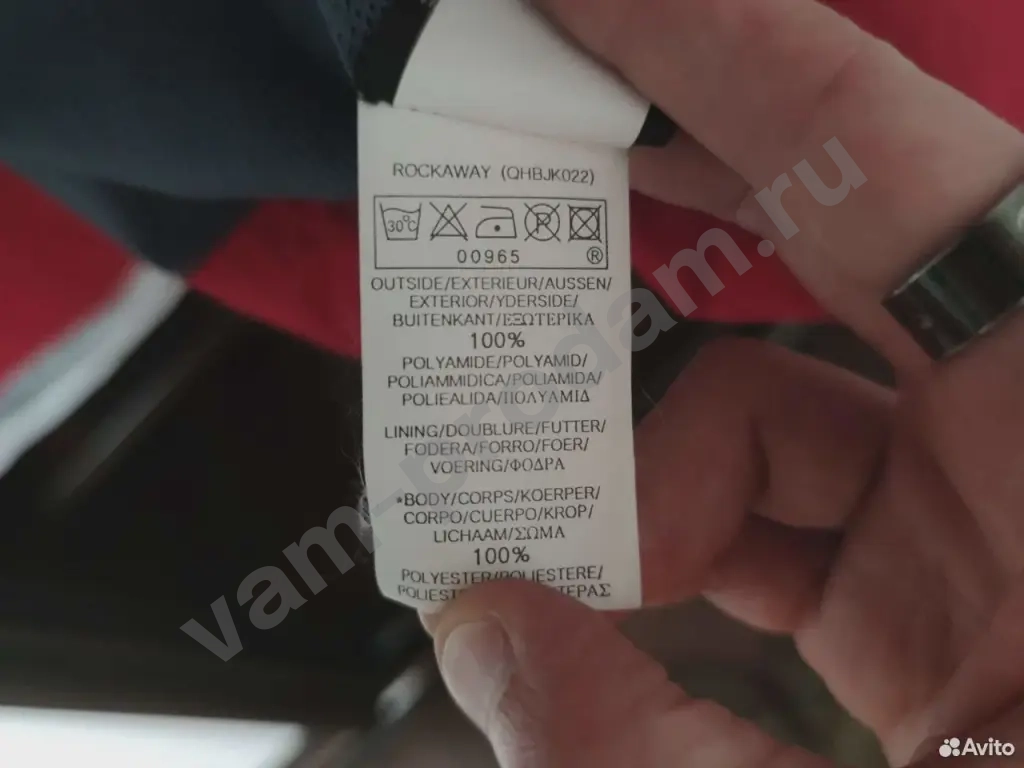 ROCKAWAY (QHBJK022)
30°C
P
00965 ®
OUTSIDE/EXTERIEUR/AUSSEN/
EXTERIOR/YDERSIDE/
BUITENKANT/ΕΞΩΤΕΡΙΚΑ
100%
POLYAMIDE/POLYAMID/
POLIAMMIDICA/POLIAMIDA/
POLIEALIDA/ΠΟΛΥΑΜΙΔ
LINING/DOUBLURE/FUTTER/
FODERA/FORRO/FOER/
VOERING/ΦΟΔΡΑ
*BODY/CORPS/KOERPER/
CORPO/CUERPO/KROP/
LICHAAM/ΣΩΜΑ
100%
POLYESTER/POLIESTERE/
vam-prodam.ru
Avito